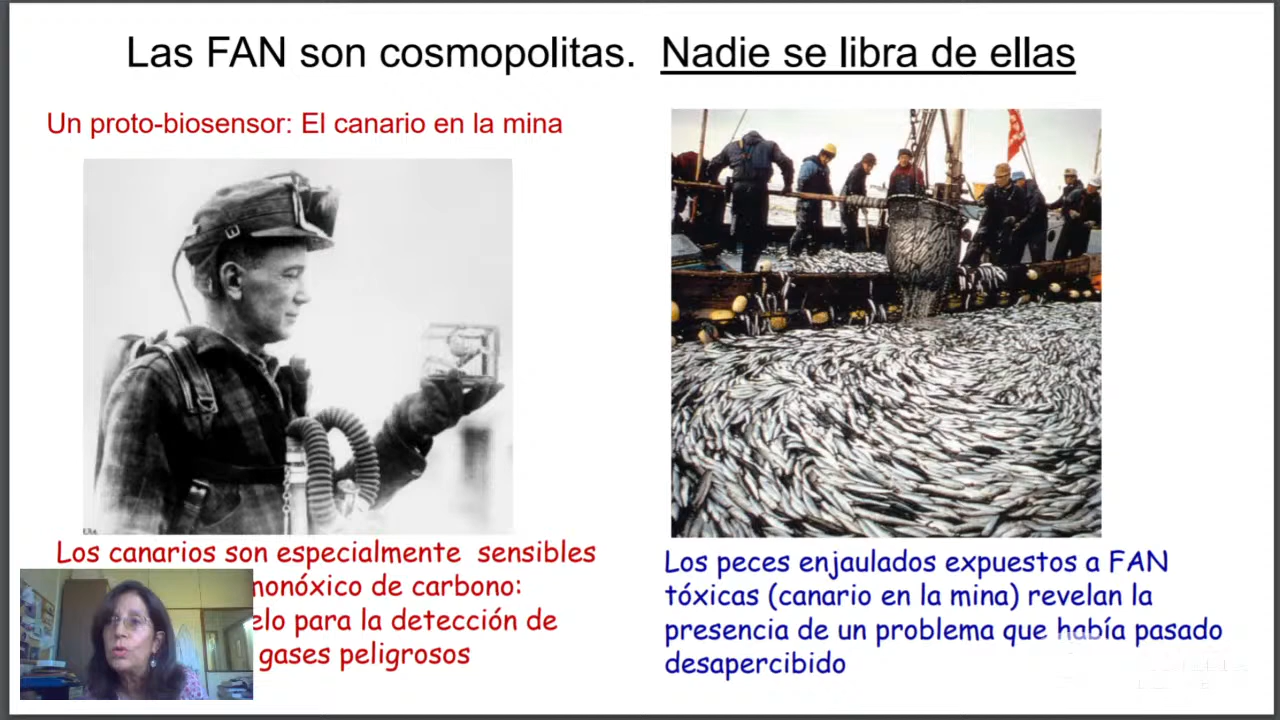 Las FAN son cosmopolitas. Nadie se libra de ellas
Un proto-biosensor: El canario en la mina
Los canarios son especialmente sensibles
monóxico de carbono:
para la detección de
gases peligrosos
Los peces enjaulados expuestos a FAN
tóxicas (canario en la mina) revelan la
presencia de un problema que había pasado
desapercibido